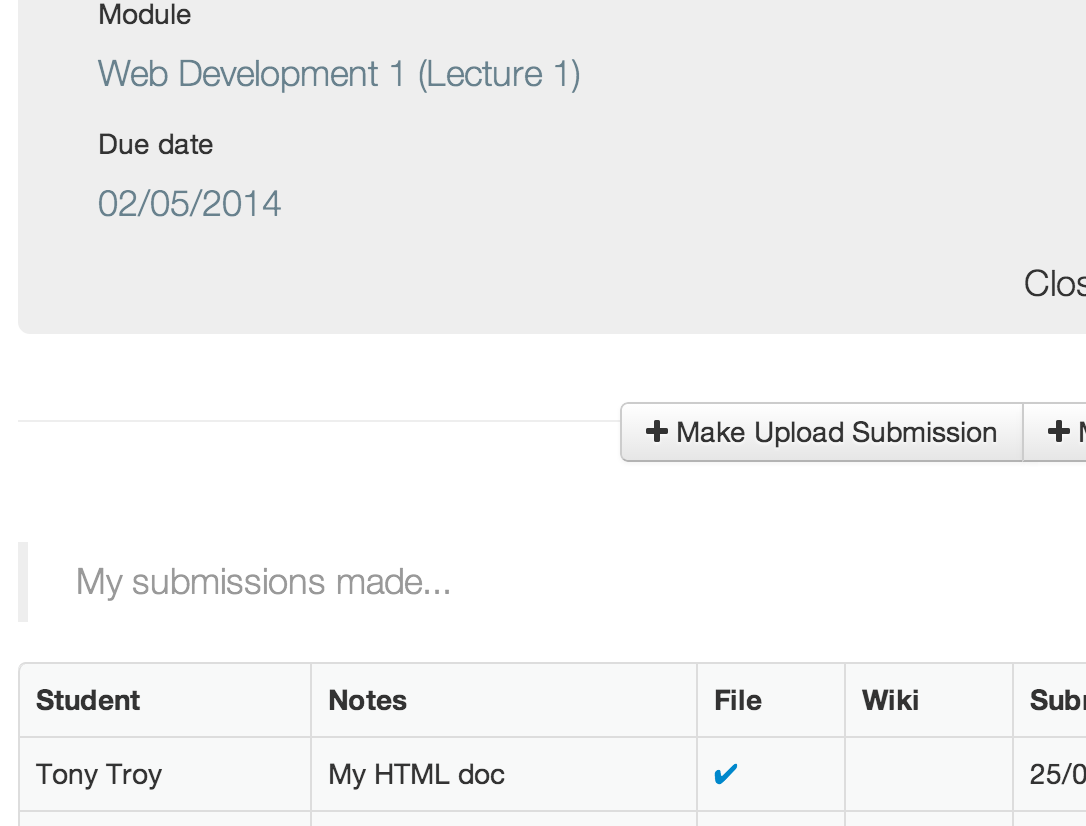 Module
Web Development 1 (Lecture 1)
Due date
02/05/2014
Make Upload Submission
My submissions made...
Student Notes File Wiki
Tony Troy My HTML doc